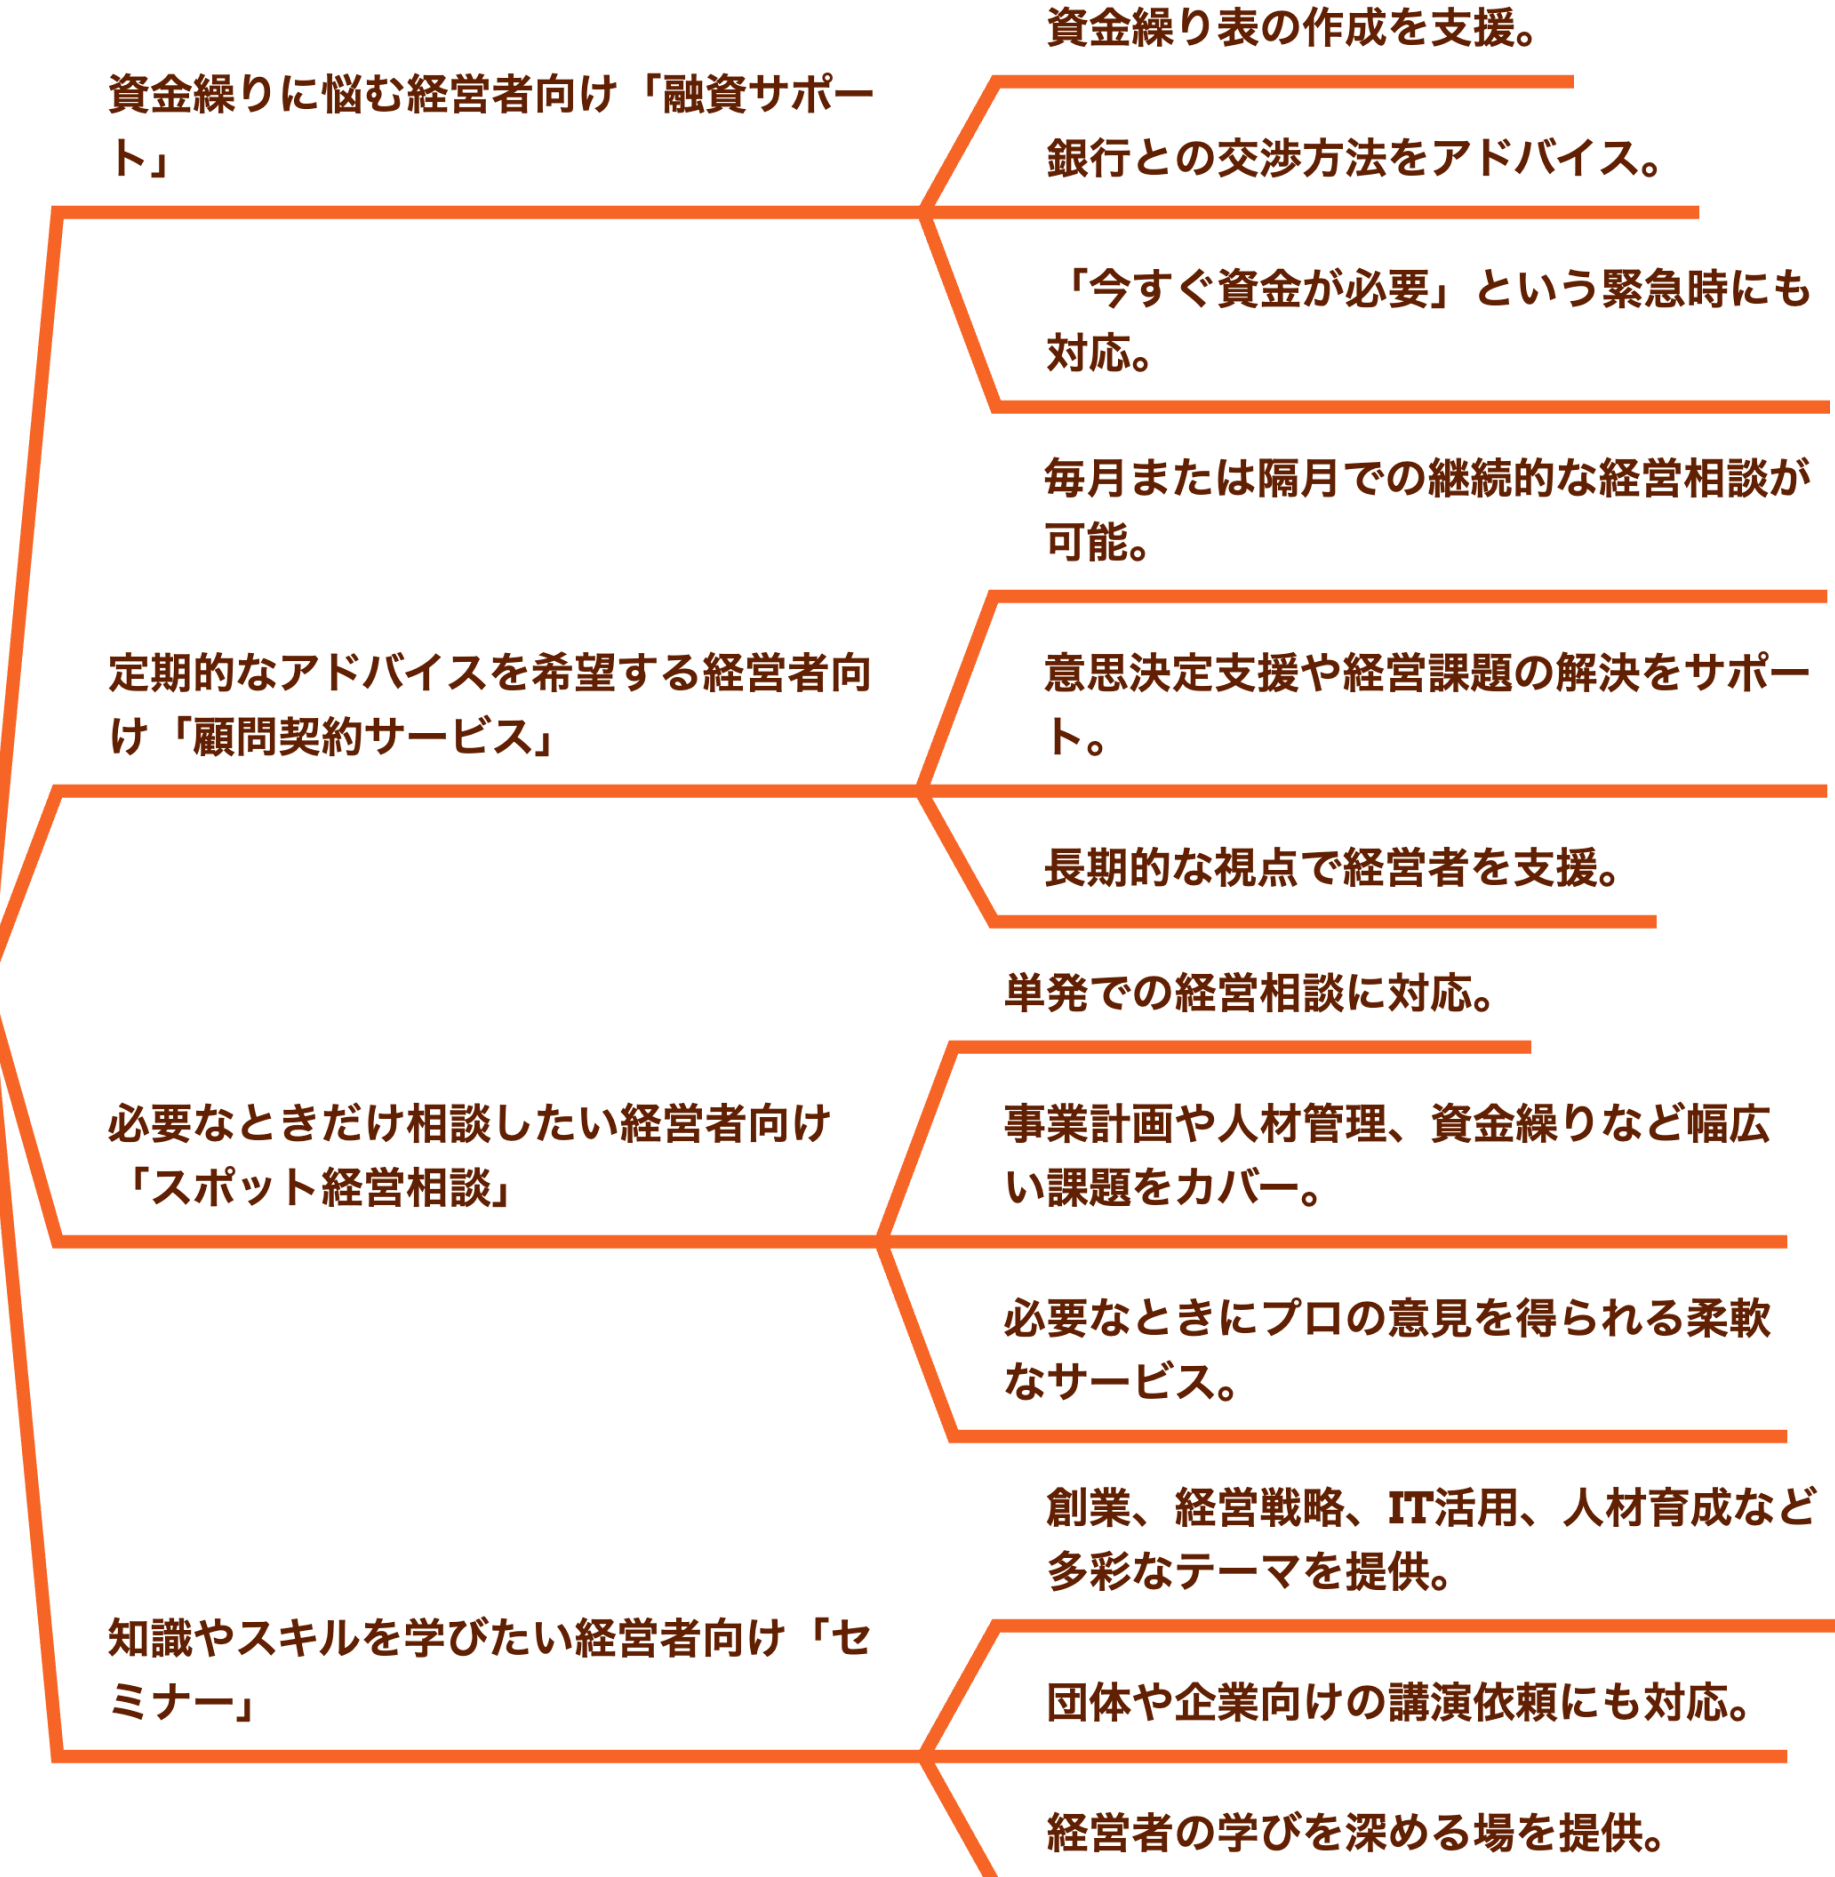 資金繰りに悩む経営者向け「融資サポー
ト」
資金繰り表の作成を支援。
銀行との交渉方法をアドバイス。
「今すぐ資金が必要」という緊急時にも
対応。
定期的なアドバイスを希望する経営者向
け「顧問契約サービス」
毎月または隔月での継続的な経営相談が
可能。
意思決定支援や経営課題の解決をサポー
ト。
長期的な視点で経営者を支援。
必要なときだけ相談したい経営者向け
「スポット経営相談」
単発での経営相談に対応。
事業計画や人材管理、資金繰りなど幅広
い課題をカバー。
必要なときにプロの意見を得られる柔軟
なサービス。
知識やスキルを学びたい経営者向け「セ
ミナー」
創業、経営戦略、IT活用、人材育成など
多彩なテーマを提供。
団体や企業向けの講演依頼にも対応。
経営者の学びを深める場を提供。